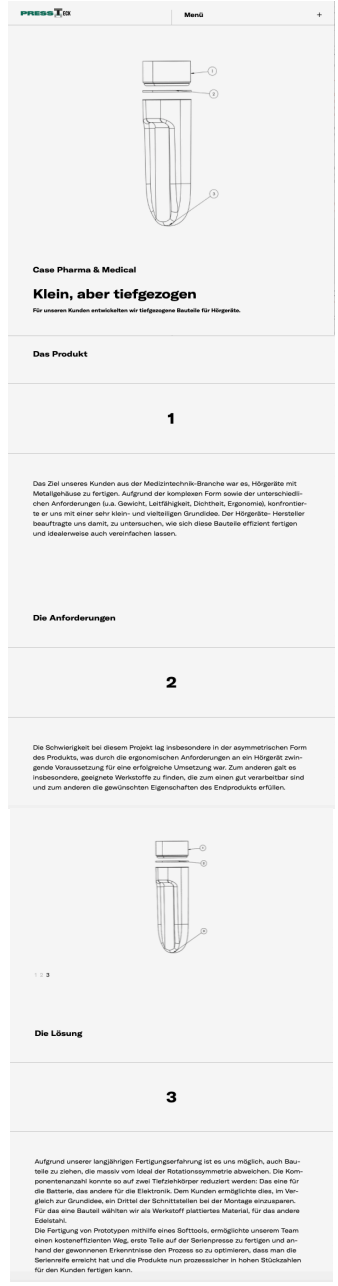 PRESS TECK
Menü
+
1
2
3
Case Pharma & Medical
Klein, aber tiefgezogen
Für unseren Kunden entwickelten wir tiefgezogene Bauteile für Hörgeräte.
Das Produkt
1
Das Ziel unseres Kunden aus der Medizintechnik-Branche war es, Hörgeräte mit
Metallgehäuse zu fertigen. Aufgrund der komplexen Form sowie der unterschiedli-
chen Anforderungen (u.a. Gewicht, Leitfähigkeit, Dichtheit, Ergonomie), konfrontier-
te er uns mit einer sehr klein- und vielteiligen Grundidee. Der Hörgeräte- Hersteller
beauftragte uns damit, zu untersuchen, wie sich diese Bauteile effizient fertigen
und idealerweise auch vereinfachen lassen.
Die Anforderungen
2
Die Schwierigkeit bei diesem Projekt lag insbesondere in der asymmetrischen Form
des Produkts, was durch die ergonomischen Anforderungen an ein Hörgerät zwin-
gende Voraussetzung für eine erfolgreiche Umsetzung war. Zum anderen galt es
insbesondere, geeignete Werkstoffe zu finden, die zum einen gut verarbeitbar sind
und zum anderen die gewünschten Eigenschaften des Endprodukts erfüllen.
1 2 3
Die Lösung
3
Aufgrund unserer langjährigen Fertigungserfahrung ist es uns möglich, auch Bau-
teile zu ziehen, die massiv vom Ideal der Rotationssymmetrie abweichen. Die Kom-
ponentenanzahl konnte so auf zwei Tiefziehkörper reduziert werden: Das eine für
die Batterie, das andere für die Elektronik. Dem Kunden ermöglichte dies, im Ver-
gleich zur Grundidee, ein Drittel der Schnittstellen bei der Montage einzusparen.
Für das eine Bauteil wählten wir als Werkstoff plattiertes Material, für das andere
Edelstahl.
Die Fertigung von Prototypen mithilfe eines Softtools, ermöglichte unserem Team
einen kosteneffizienten Weg, erste Teile auf der Serienpresse zu fertigen und an-
hand der gewonnenen Erkenntnisse den Prozess so zu optimieren, dass man die
Serienreife erreicht hat und die Produkte nun prozesssicher in hohen Stückzahlen
für den Kunden fertigen kann.